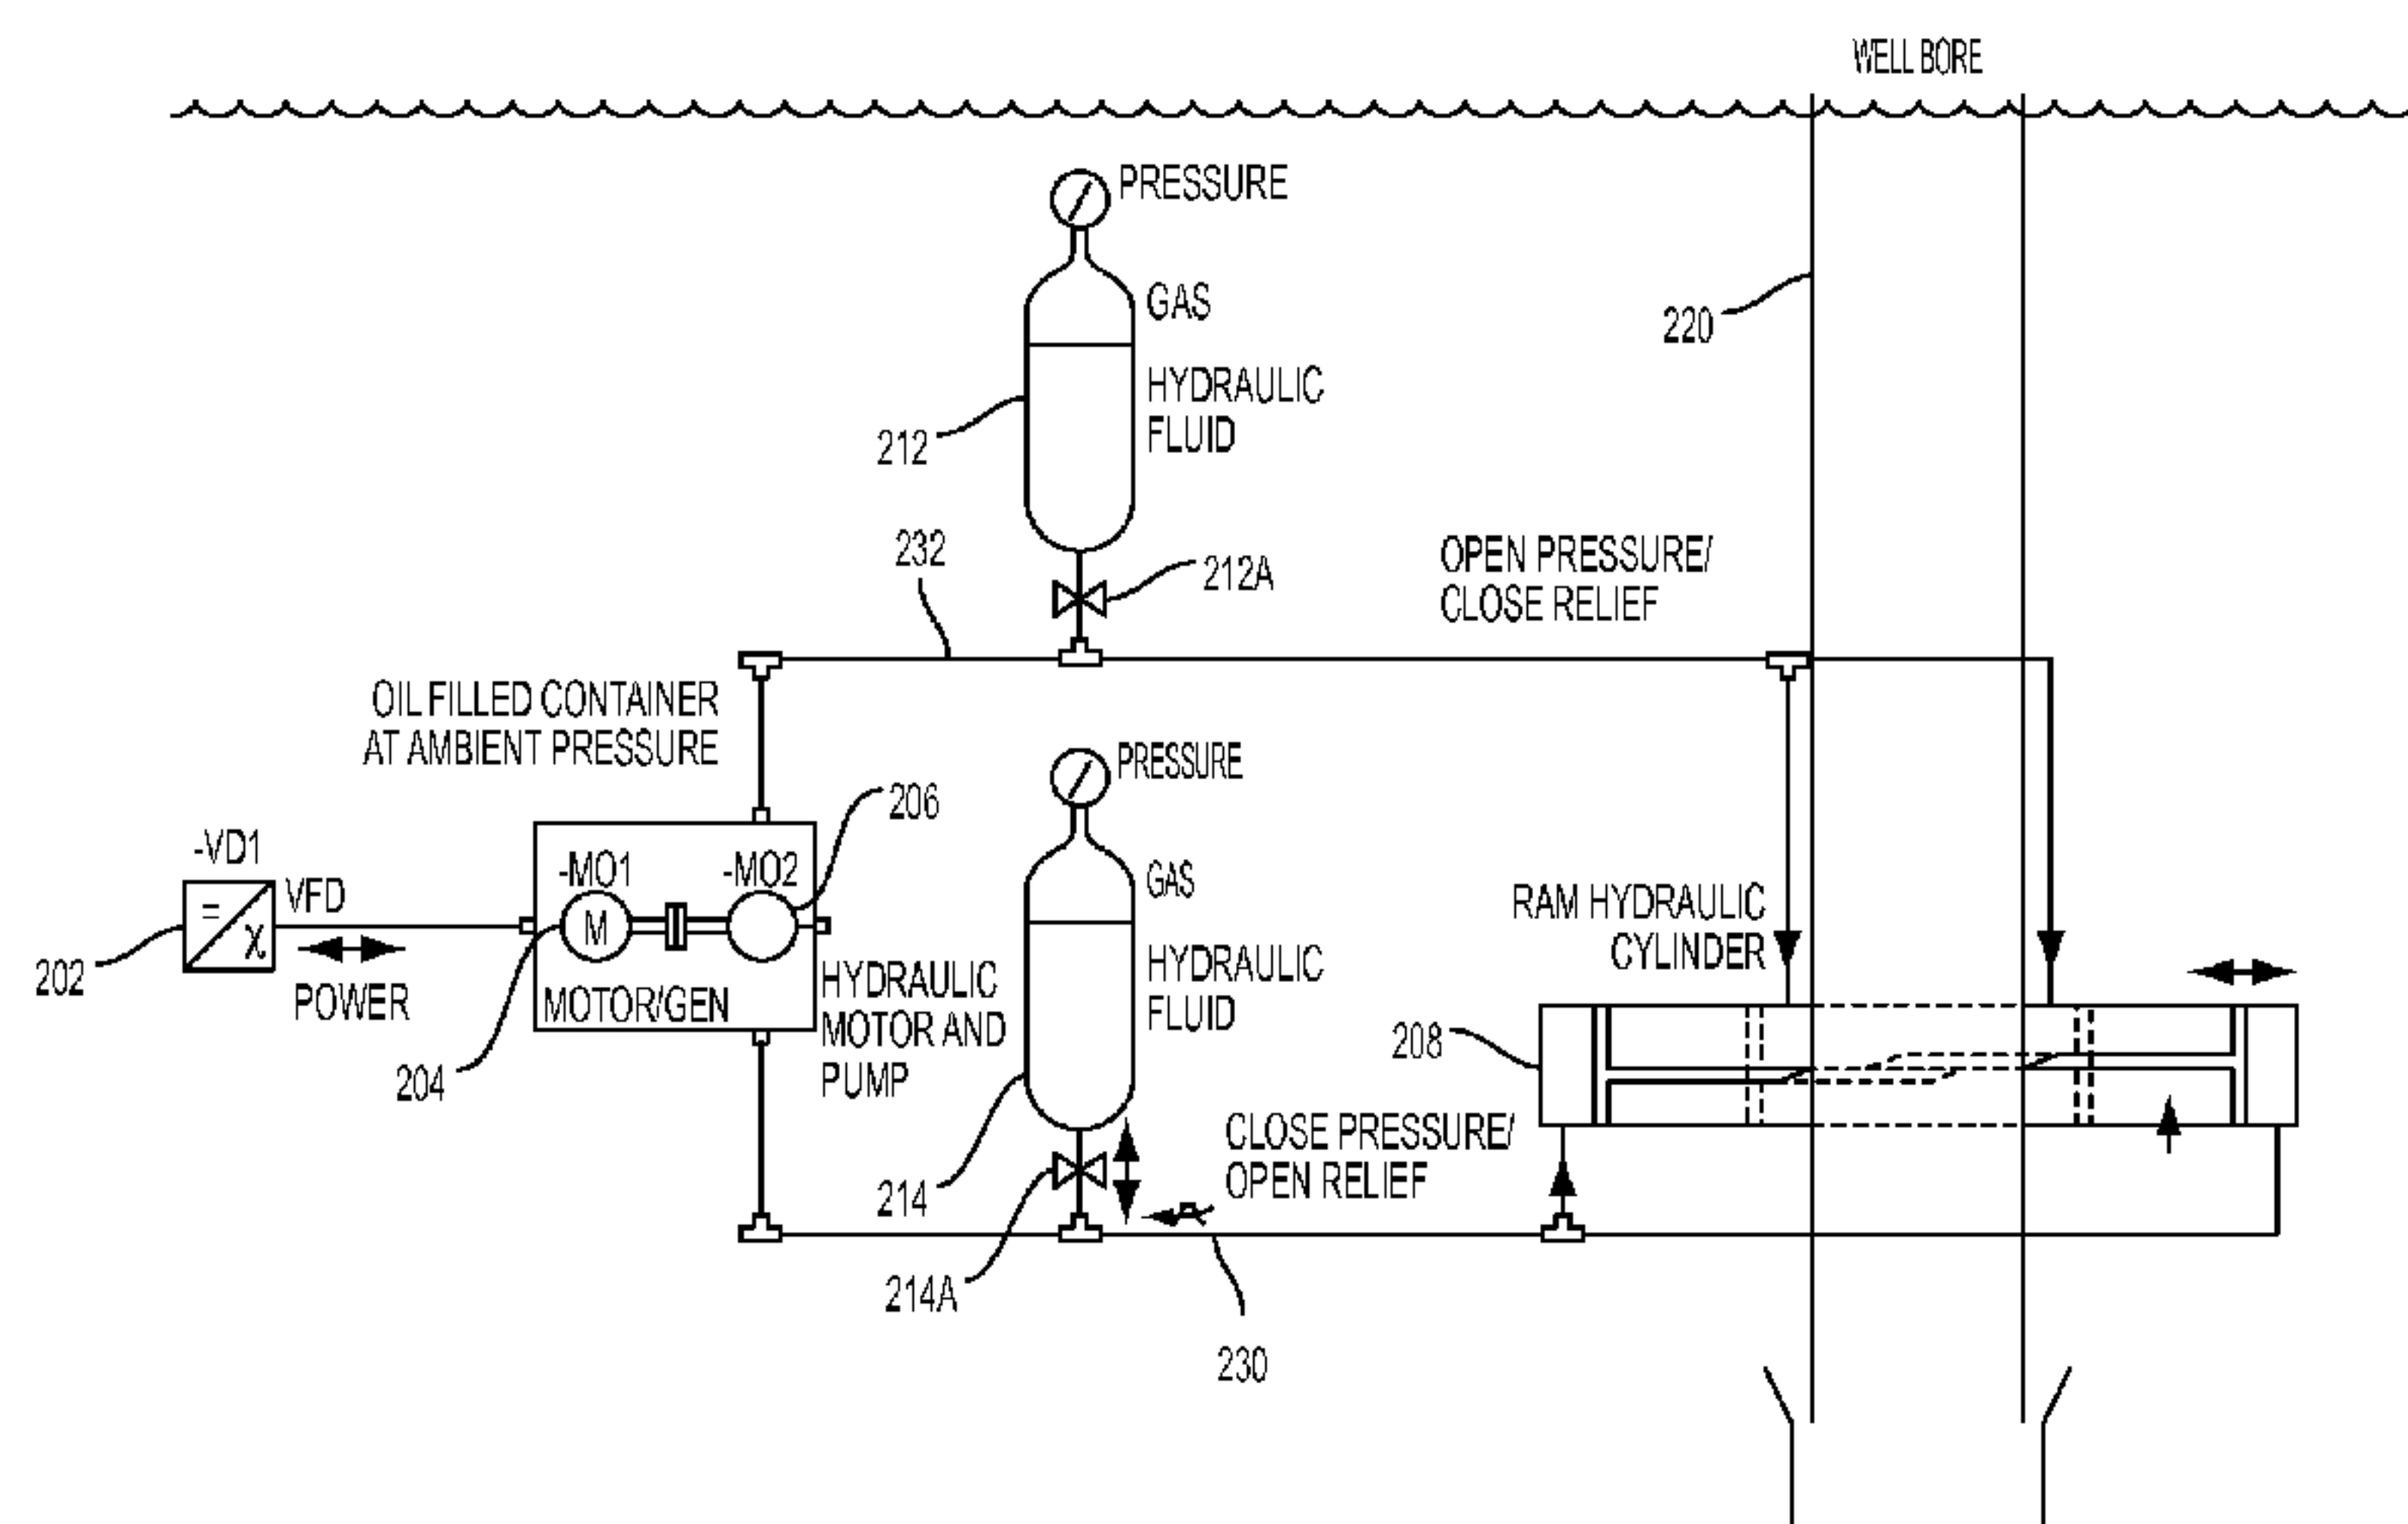 WELL BORE
PRESSURE
GAS
220
HYDRAULIC
FLUID
212
232
212A
OPEN PRESSURE/
CLOSE RELIEF
OIL FILLED CONTAINER
AT AMBIENT PRESSURE
PRESSURE
206
-VD1
VFD
-MO1
-MO2
GAS
RAM HYDRAULIC
CYLINDER
=
χ
M
202
POWER
MOTOR/GEN
HYDRAULIC
MOTOR AND
PUMP
HYDRAULIC
FLUID
208
204
CLOSE PRESSURE/
OPEN RELIEF
214
214A
230